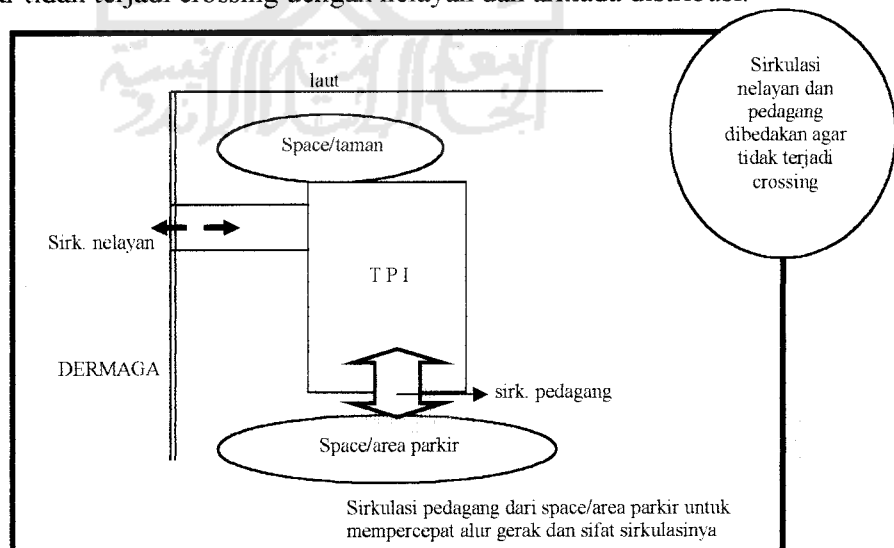 tidak terjadi crossing dengan nelayan dan armada distribusi.
Sirkulasi
nelayan dan
pedagang
dibedakan agar
tidak terjadi
crossing
laut
Space/taman
Sirk. nelayan
T P I
DERMAGA
sirk. pedagang
Space/area parkir
Sirkulasi pedagang dari space/area parkir untuk
mempercepat alur gerak dan sifat sirkulasinya